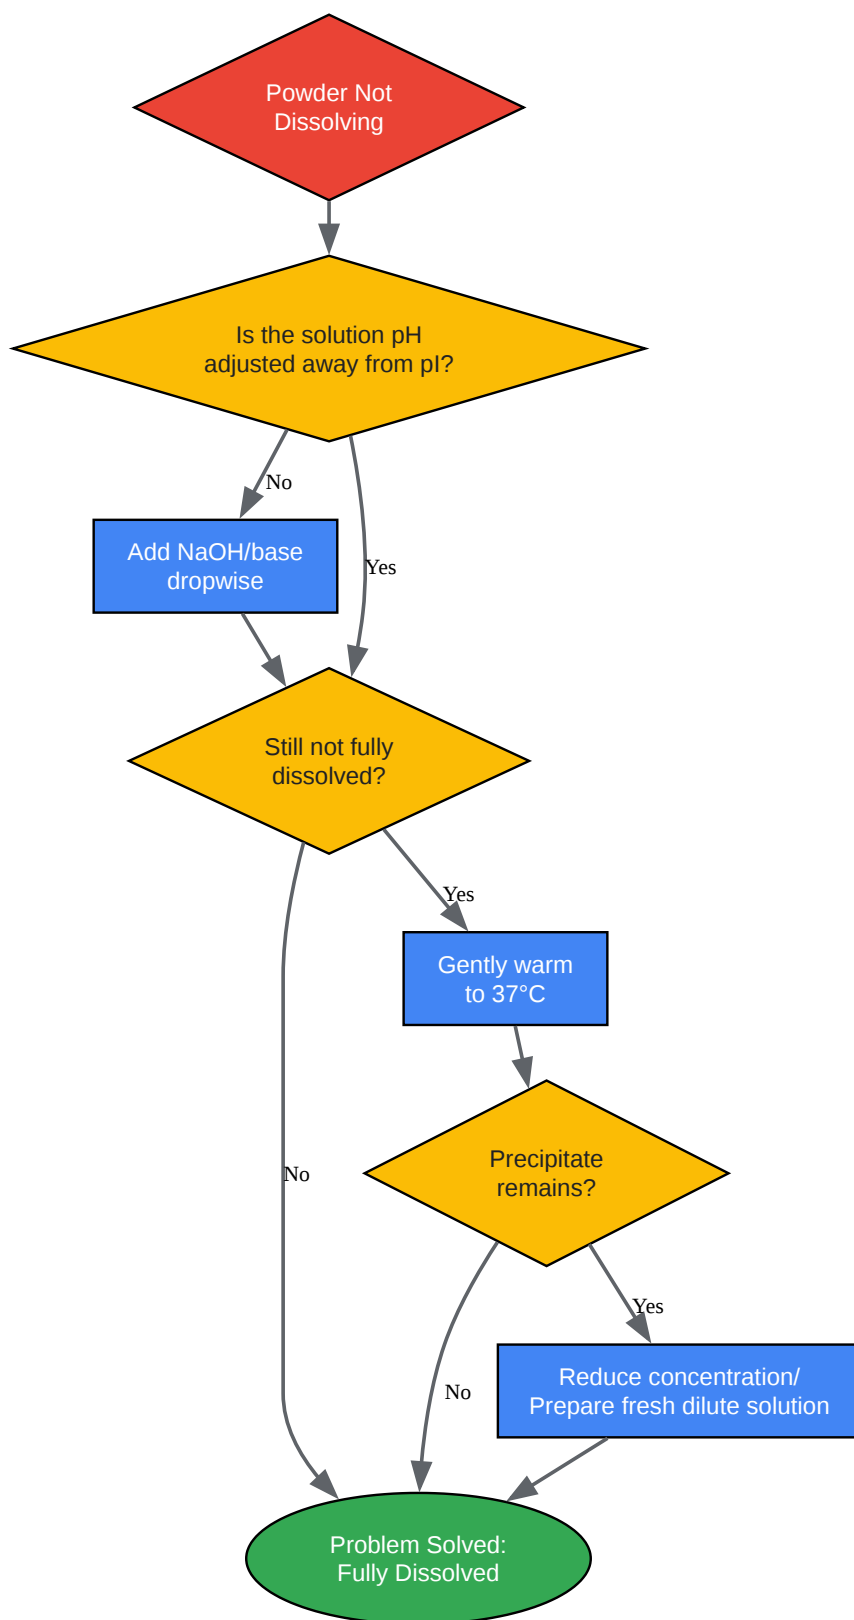 Powder Not
Dissolving
Is the solution pH
adjusted away from pI?
No
Add NaOH/base
dropwise
Yes
Still not fully
dissolved?
Yes
Gently warm
to 37°C
Precipitate
remains?
No
Yes
Reduce concentration/
Prepare fresh dilute solution
No
Problem Solved:
Fully Dissolved